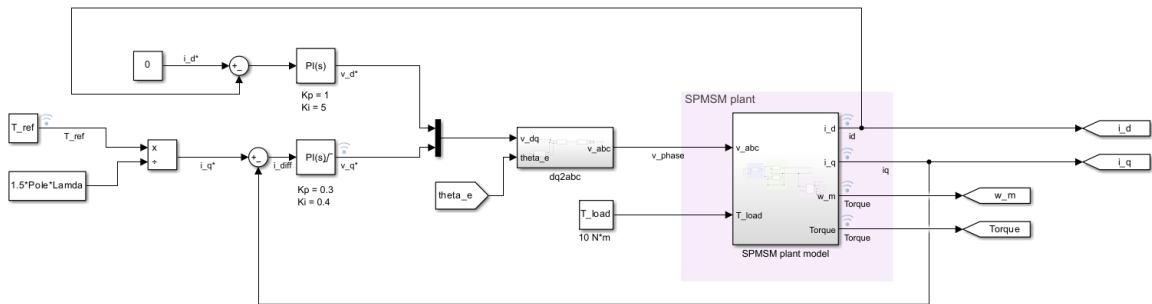 SPMSM plant
0
i_d*
PI(s)
v_d*
Kp = 1
Ki = 5
T_ref
T_ref
x
÷
1.5*Pole*Lamda
i_q*
i_diff
PI(s)
v_q*
Kp = 0.3
Ki = 0.4
v_dq
theta_e
v_abc
dq2abc
theta_e
v_phase
T_load
10 N*m
v_abc
T_load
i_d
i_q
w_m
Torque
SPMSM plant model
id
iq
Torque
Torque
i_d
i_q
w_m
Torque